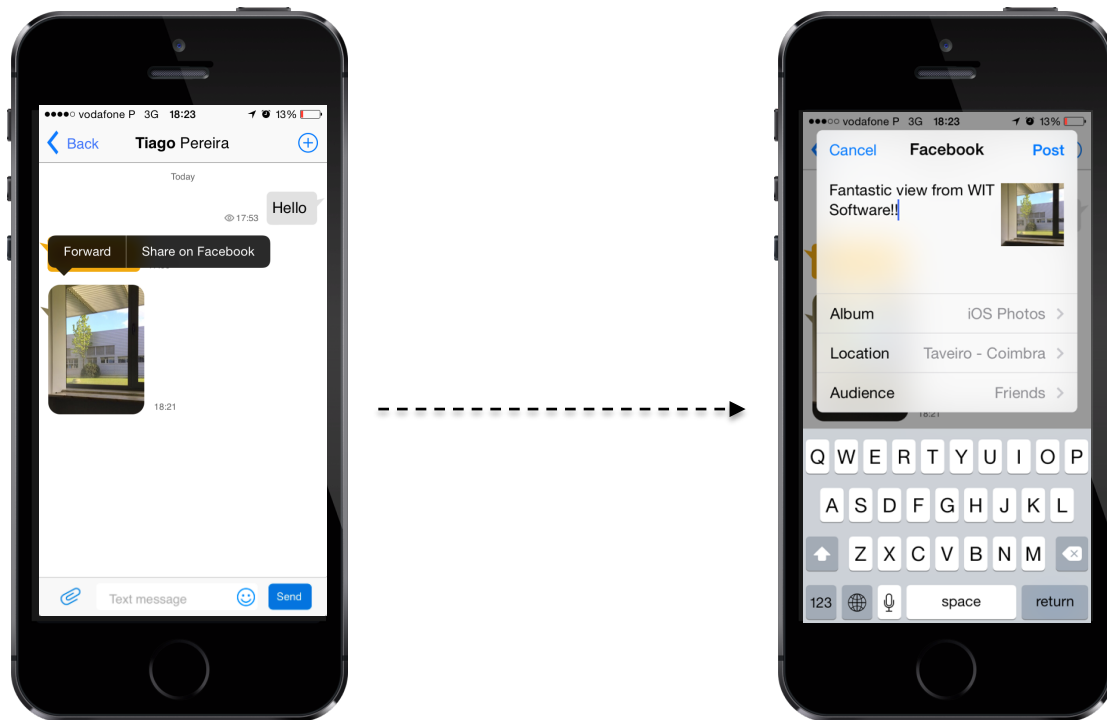 vodafone P 3G 18:23 13%
Back Tiago Pereira
Today
Hello
17:53
Forward Share on Facebook
18:21
Text message Send
vodafone P 3G 18:23 13%
Cancel Facebook Post
Fantastic view from WIT
Software!!
Album iOS Photos
Location Taveiro - Coimbra
Audience Friends
18:21
Q W E R T Y U I O P
A S D F G H J K L
Z X C V B N M
123 space return